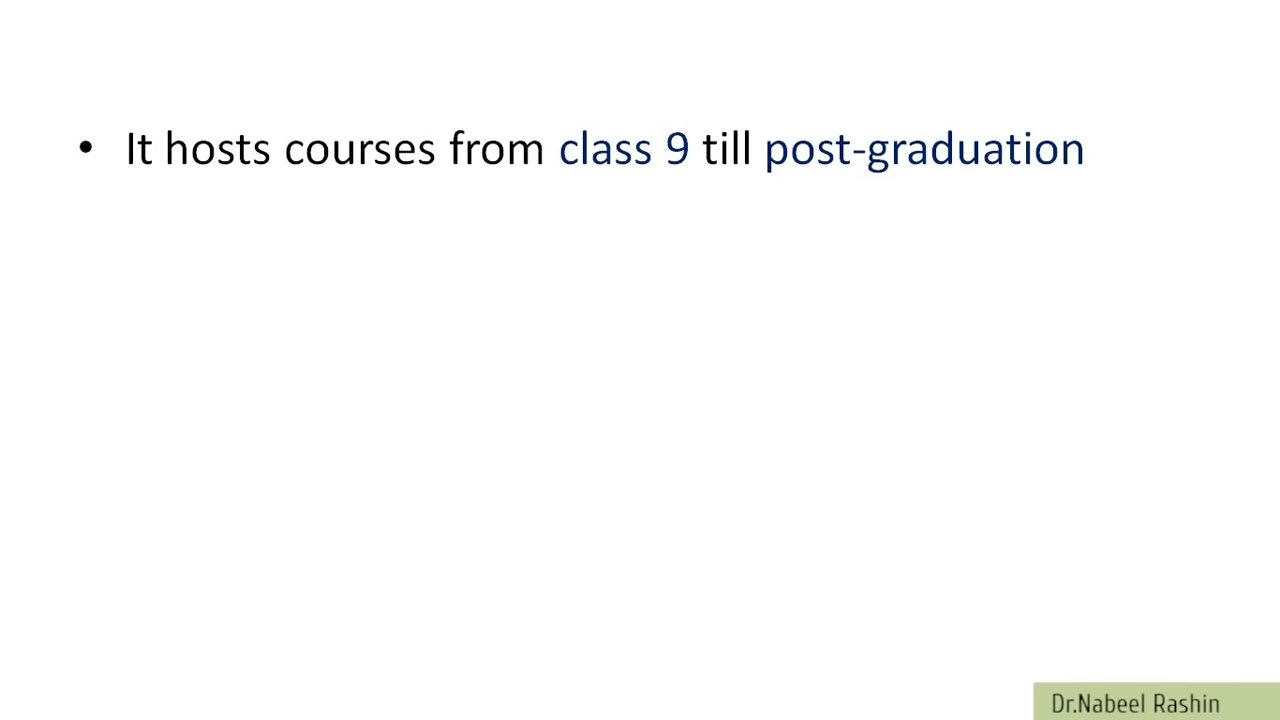 • It hosts courses from class 9 till post-graduation
Dr.Nabeel Rashin